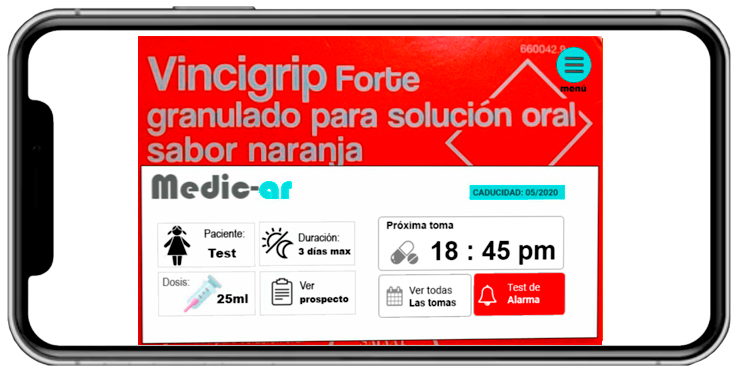 660042.9
menú
Vincigrip Forte
granulado para solución oral
sabor naranja
Medic-ar
CADUCIDAD: 05/2020
Paciente:
Test
Duración:
3 días max
Próxima toma
18 : 45 pm
Dosis:
25ml
Ver
prospecto
Ver todas
Las tomas
Test de
Alarma